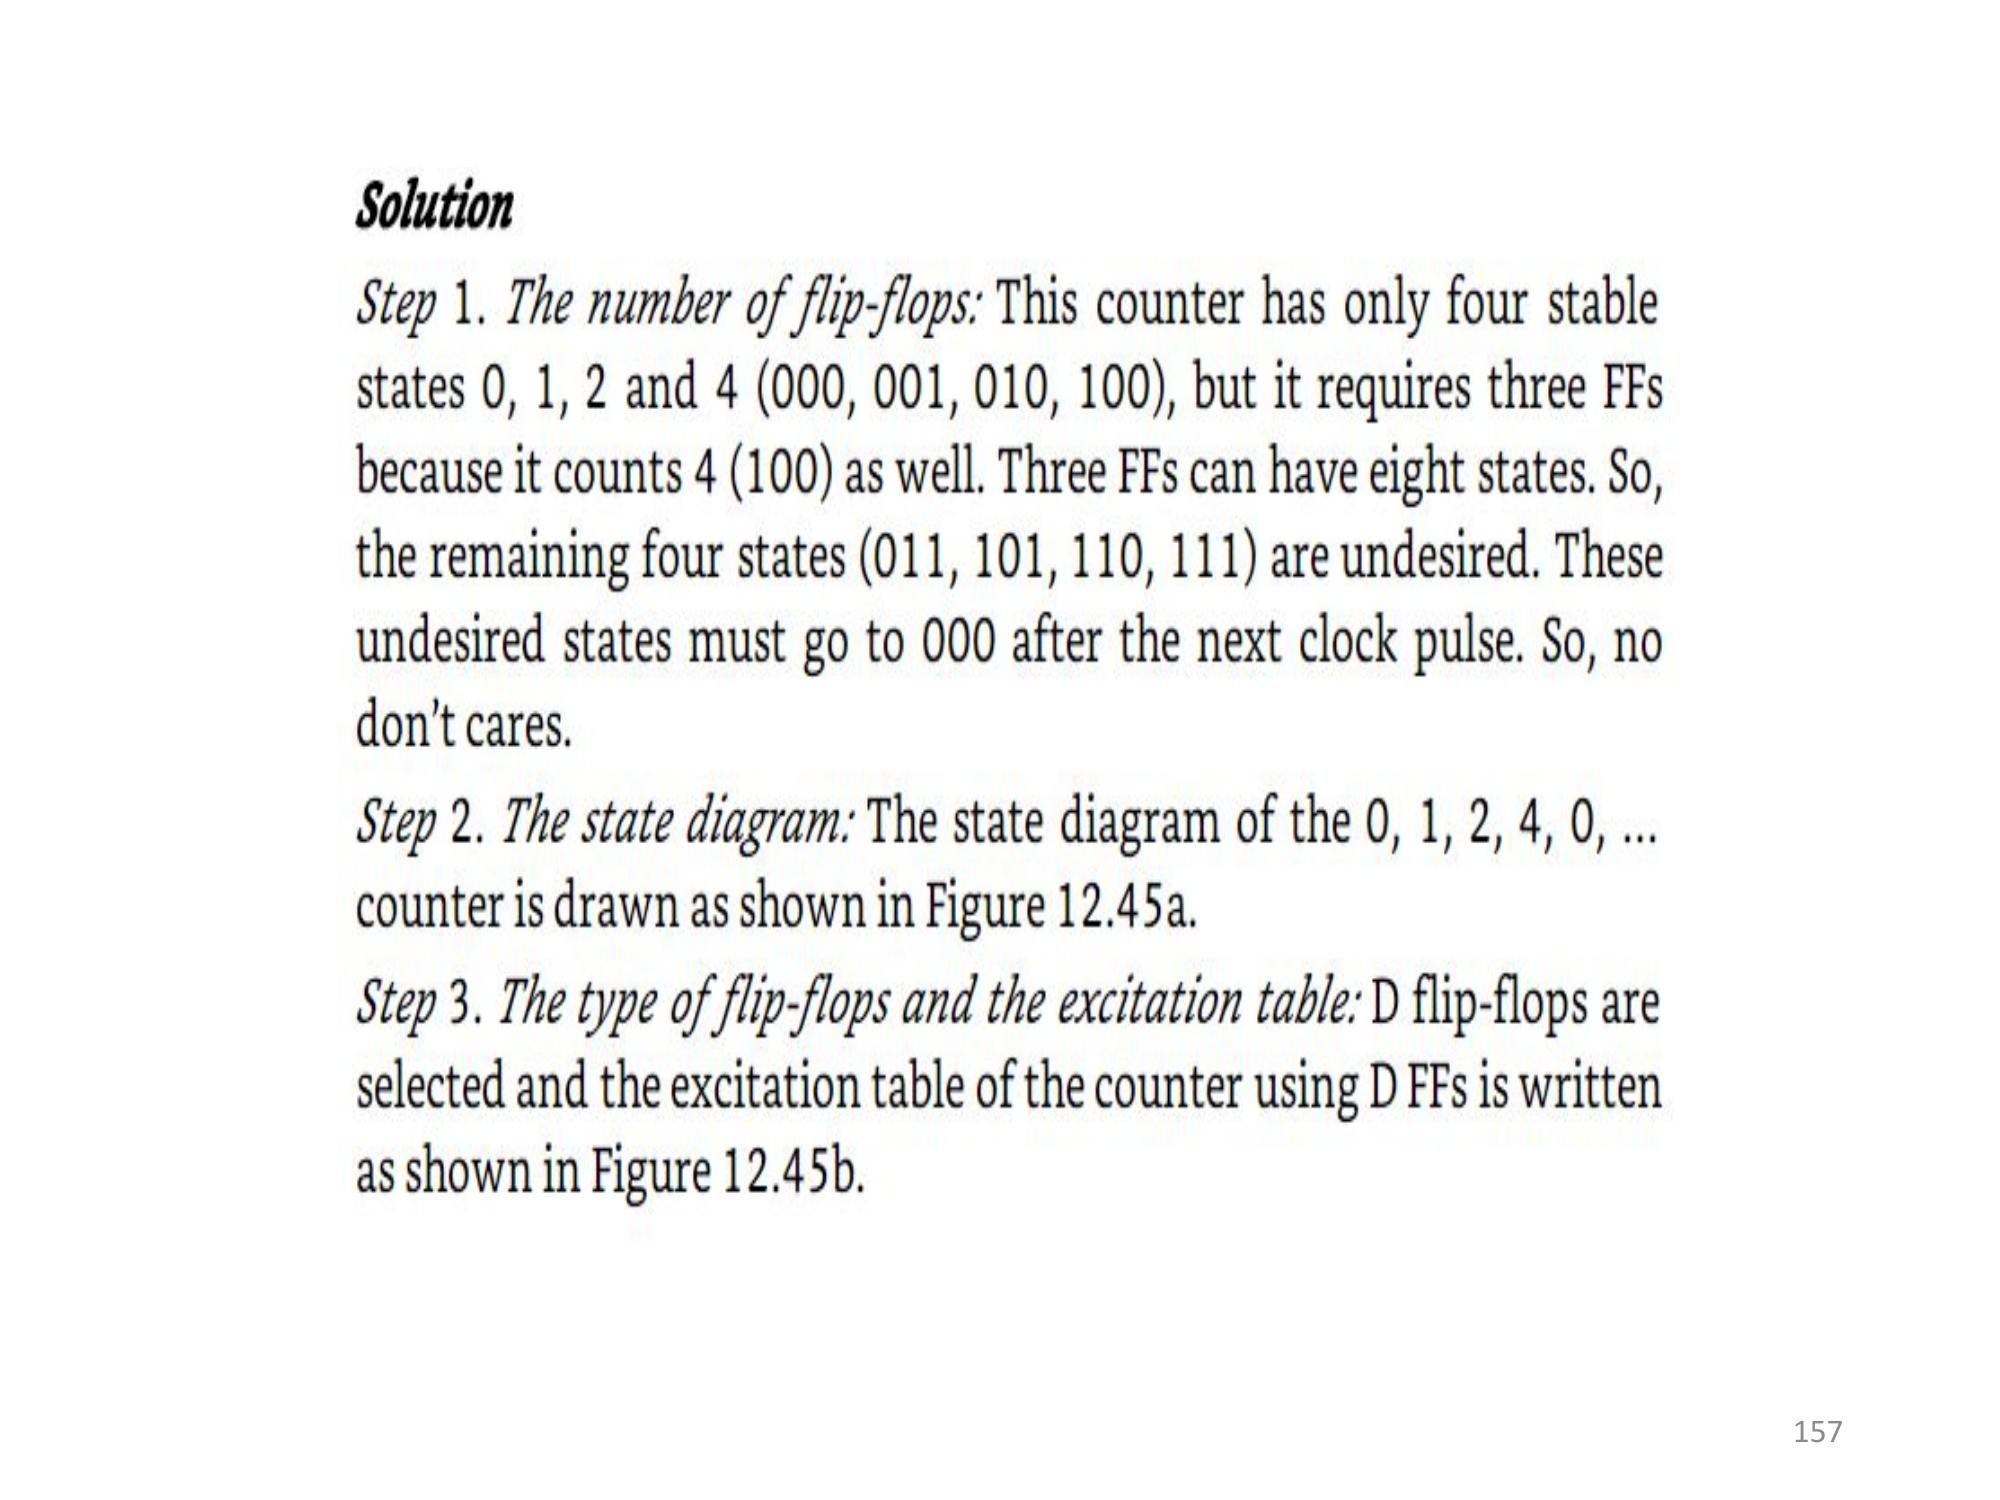 Solution
Step 1. The number of flip-flops: This counter has only four stable
states 0, 1, 2 and 4 (000, 001, 010, 100), but it requires three FFs
because it counts 4 (100) as well. Three FFs can have eight states. So,
the remaining four states (011, 101, 110, 111) are undesired. These
undesired states must go to 000 after the next clock pulse. So, no
don’t cares.
Step 2. The state diagram: The state diagram of the 0, 1, 2, 4, 0, ...
counter is drawn as shown in Figure 12.45a.
Step 3. The type of flip-flops and the excitation table: D flip-flops are
selected and the excitation table of the counter using D FFs is written
as shown in Figure 12.45b.
157